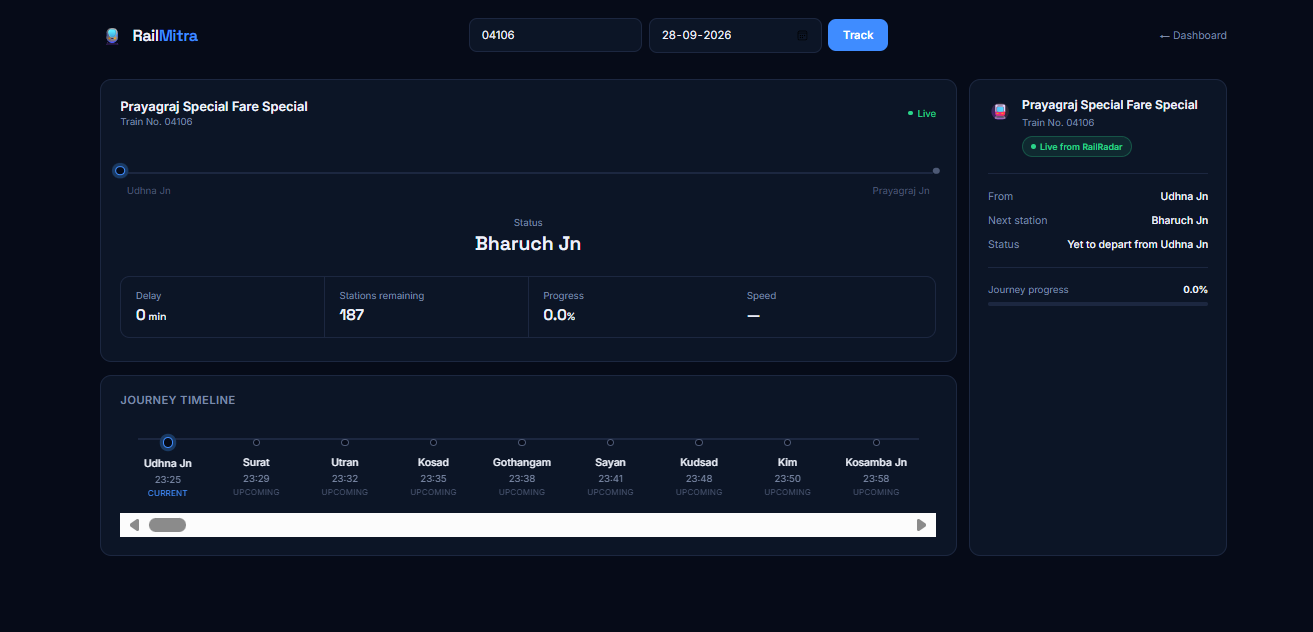 RailMitra
04106
28-09-2026
Track
← Dashboard
Prayagraj Special Fare Special
Train No. 04106
Live
Udhna Jn
Prayagraj Jn
Status
Bharuch Jn
Delay
0 min
Stations remaining
187
Progress
0.0%
Speed
—
JOURNEY TIMELINE
Udhna Jn
23:25
CURRENT
Surat
23:29
UPCOMING
Utran
23:32
UPCOMING
Kosad
23:35
UPCOMING
Gothangam
23:38
UPCOMING
Sayan
23:41
UPCOMING
Kudsad
23:48
UPCOMING
Kim
23:50
UPCOMING
Kosamba Jn
23:58
UPCOMING
Prayagraj Special Fare Special
Train No. 04106
Live from RailRadar
From Udhna Jn
Next station Bharuch Jn
Status Yet to depart from Udhna Jn
Journey progress 0.0%